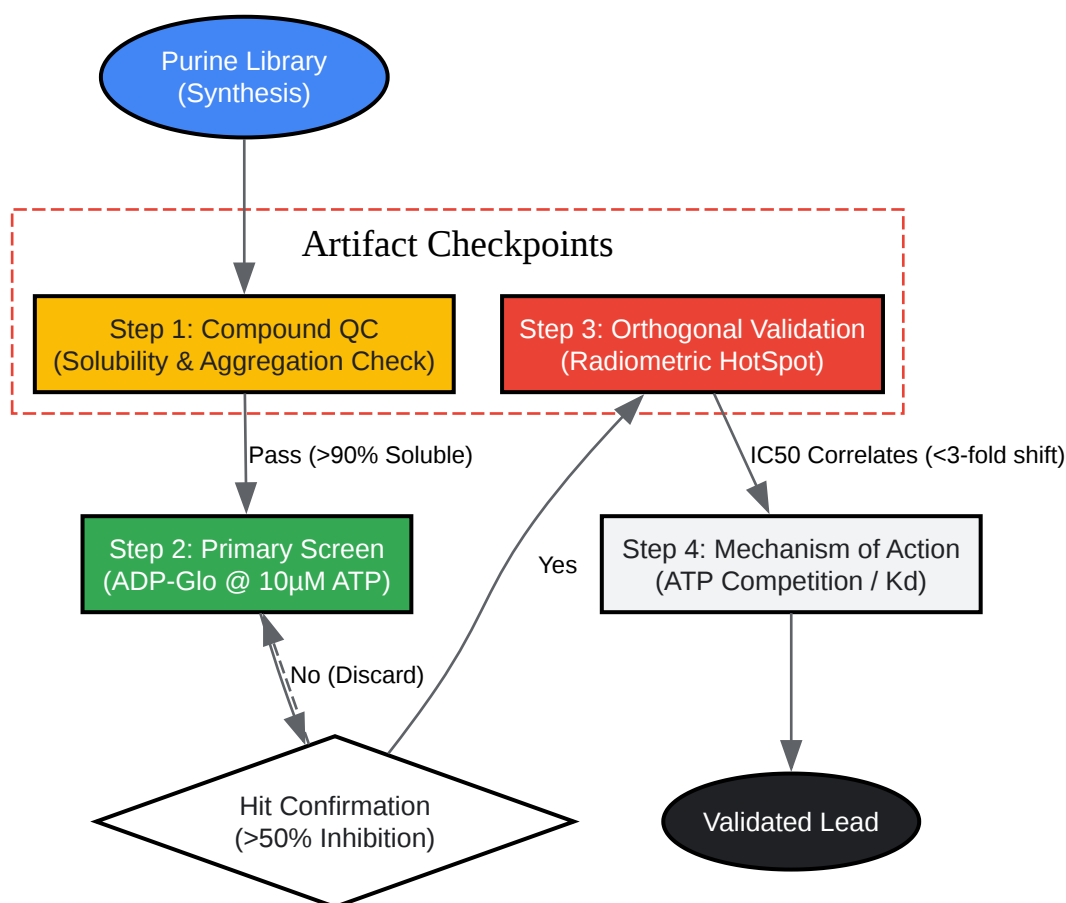 Purine Library
(Synthesis)
Artifact Checkpoints
Step 1: Compound QC
(Solubility & Aggregation Check)
Step 3: Orthogonal Validation
(Radiometric HotSpot)
Pass (>90% Soluble)
IC50 Correlates (<3-fold shift)
Step 2: Primary Screen
(ADP-Glo @ 10µM ATP)
Yes
Step 4: Mechanism of Action
(ATP Competition / Kd)
No (Discard)
Hit Confirmation
(>50% Inhibition)
Validated Lead